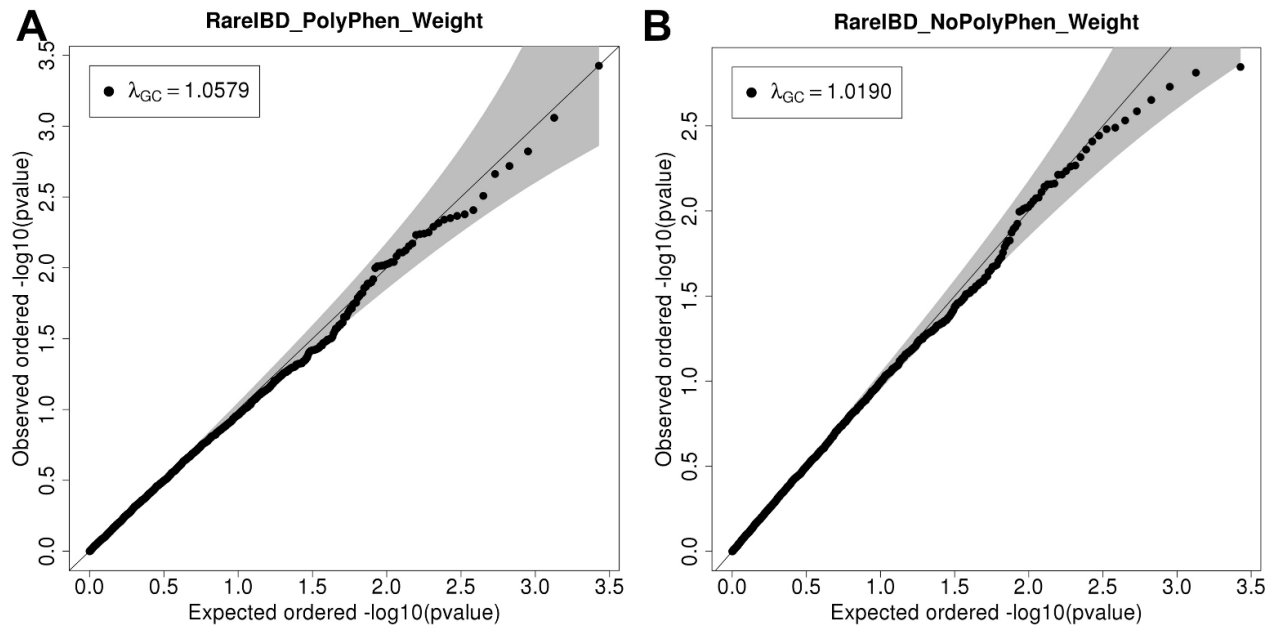 A
RareIBD_PolyPhen_Weight
λGC = 1.0579
Observed ordered -log10(pvalue)
0.0 0.5 1.0 1.5 2.0 2.5 3.0 3.5
0.0 0.5 1.0 1.5 2.0 2.5 3.0 3.5
Expected ordered -log10(pvalue)
B
RareIBD_NoPolyPhen_Weight
λGC = 1.0190
Observed ordered -log10(pvalue)
0.0 0.5 1.0 1.5 2.0 2.5
0.0 0.5 1.0 1.5 2.0 2.5 3.0 3.5
Expected ordered -log10(pvalue)